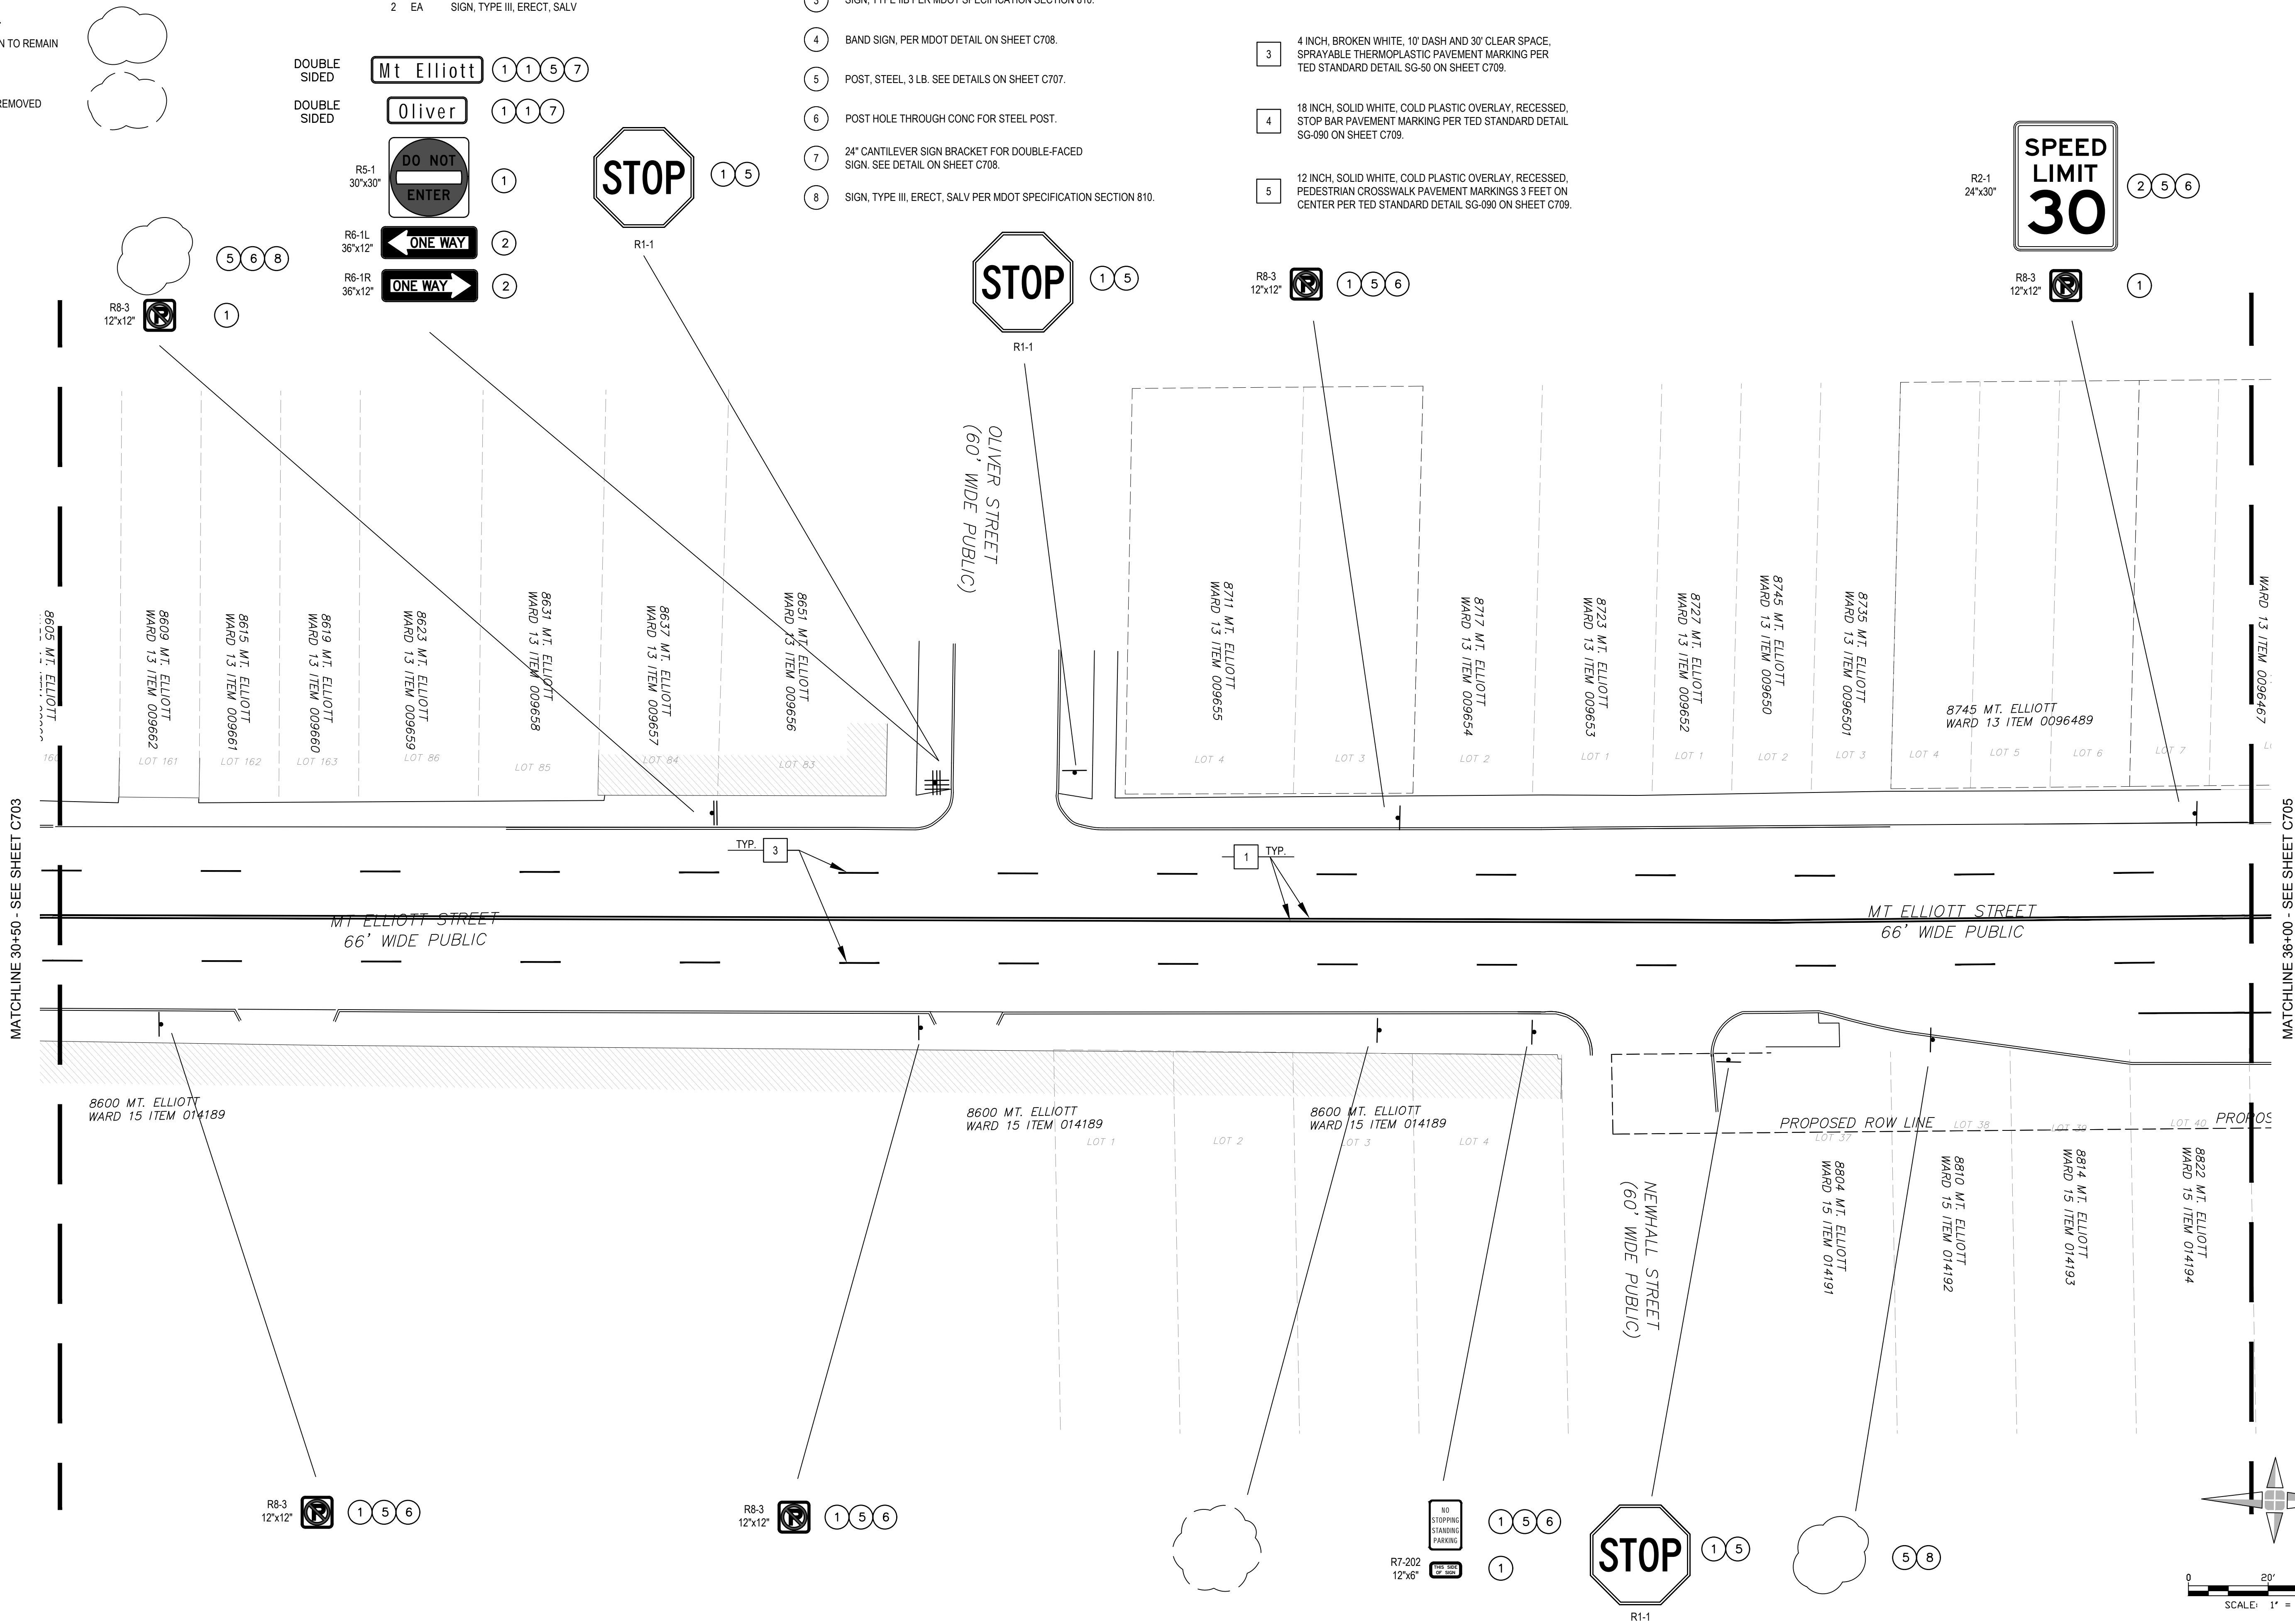 N TO REMAIN
REMOVED
2 EA SIGN, TYPE III, ERECT, SALV
DOUBLE
SIDED
Mt Elliott
1 1 5 7
DOUBLE
SIDED
Oliver
1 1 7
R5-1
30"x30"
DO NOT
ENTER
1
R6-1L
36"x12"
ONE WAY
2
R6-1R
36"x12"
ONE WAY
2
STOP
1 5
R1-1
5 6 8
R8-3
12"x12"
P
1
3
4 BAND SIGN, PER MDOT DETAIL ON SHEET C708.
5 POST, STEEL, 3 LB. SEE DETAILS ON SHEET C707.
6 POST HOLE THROUGH CONC FOR STEEL POST.
7 24" CANTILEVER SIGN BRACKET FOR DOUBLE-FACED
SIGN. SEE DETAIL ON SHEET C708.
8 SIGN, TYPE III, ERECT, SALV PER MDOT SPECIFICATION SECTION 810.
3 4 INCH, BROKEN WHITE, 10' DASH AND 30' CLEAR SPACE,
SPRAYABLE THERMOPLASTIC PAVEMENT MARKING PER
TED STANDARD DETAIL SG-50 ON SHEET C709.
4 18 INCH, SOLID WHITE, COLD PLASTIC OVERLAY, RECESSED,
STOP BAR PAVEMENT MARKING PER TED STANDARD DETAIL
SG-090 ON SHEET C709.
5 12 INCH, SOLID WHITE, COLD PLASTIC OVERLAY, RECESSED,
PEDESTRIAN CROSSWALK PAVEMENT MARKINGS 3 FEET ON
CENTER PER TED STANDARD DETAIL SG-090 ON SHEET C709.
STOP
1 5
R1-1
R8-3
12"x12"
P
1 5 6
R2-1
24"x30"
SPEED
LIMIT
30
2 5 6
R8-3
12"x12"
P
1
OLIVER STREET
(60' WIDE PUBLIC)
8605 MT. ELLIOTT
8609 MT. ELLIOTT
WARD 13 ITEM 009662
8615 MT. ELLIOTT
WARD 13 ITEM 009661
8619 MT. ELLIOTT
WARD 13 ITEM 009660
8623 MT. ELLIOTT
WARD 13 ITEM 009659
8631 MT. ELLIOTT
WARD 13 ITEM 009658
8637 MT. ELLIOTT
WARD 13 ITEM 009657
8651 MT. ELLIOTT
WARD 13 ITEM 009656
8711 MT. ELLIOTT
WARD 13 ITEM 009655
8717 MT. ELLIOTT
WARD 13 ITEM 009654
8723 MT. ELLIOTT
WARD 13 ITEM 009653
8727 MT. ELLIOTT
WARD 13 ITEM 009652
8745 MT. ELLIOTT
WARD 13 ITEM 009650
8735 MT. ELLIOTT
WARD 13 ITEM 0096501
8745 MT. ELLIOTT
WARD 13 ITEM 0096489
WARD 13 ITEM 0096467
LOT 161
LOT 162
LOT 163
LOT 86
LOT 85
LOT 84
LOT 83
LOT 4
LOT 3
LOT 2
LOT 1
LOT 1
LOT 2
LOT 3
LOT 4
LOT 5
LOT 6
LOT 7
MATCHLINE 30+50 - SEE SHEET C703
MATCHLINE 36+00 - SEE SHEET C705
TYP. 3
1 TYP.
MT ELLIOTT STREET
66' WIDE PUBLIC
MT ELLIOTT STREET
66' WIDE PUBLIC
8600 MT. ELLIOTT
WARD 15 ITEM 014189
8600 MT. ELLIOTT
WARD 15 ITEM 014189
8600 MT. ELLIOTT
WARD 15 ITEM 014189
LOT 1
LOT 2
LOT 3
LOT 4
PROPOSED ROW LINE
PROPOS
LOT 37
LOT 38
LOT 39
LOT 40
NEWHALL STREET
(60' WIDE PUBLIC)
8804 MT. ELLIOTT
WARD 15 ITEM 014191
8810 MT. ELLIOTT
WARD 15 ITEM 014192
8814 MT. ELLIOTT
WARD 15 ITEM 014193
8822 MT. ELLIOTT
WARD 15 ITEM 014194
R8-3
12"x12"
P
1 5 6
R8-3
12"x12"
P
1 5 6
NO
STOPPING
STANDING
PARKING
1 5 6
R7-202
12"x6"
THIS SIDE
OF SIGN
1
STOP
1 5
R1-1
5 8
0 20'
SCALE: 1" =